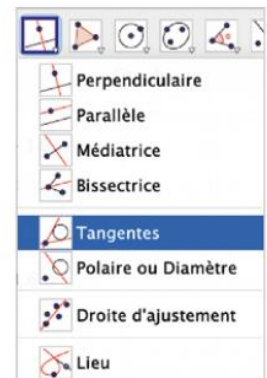 Perpendiculaire
Parallèle
Médiatrice
Bissectrice
Tangentes
Polaire ou Diamètre
Droite d'ajustement
Lieu